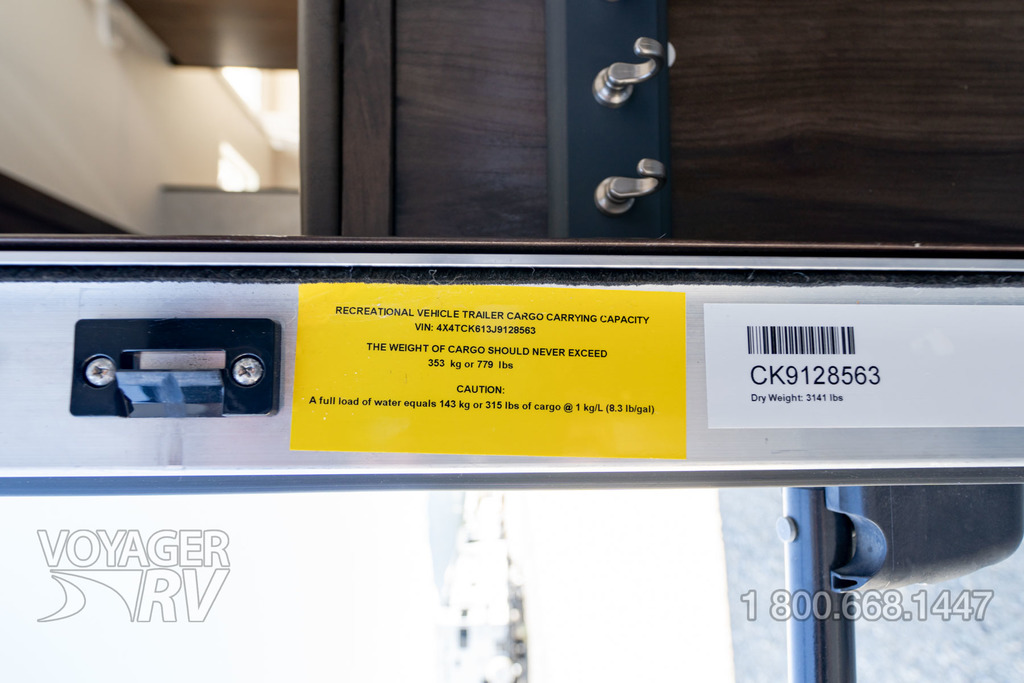 RECREATIONAL VEHICLE TRAILER CARGO CARRYING CAPACITY
VIN: 4X4TCK613J9128563
THE WEIGHT OF CARGO SHOULD NEVER EXCEED
353 kg or 779 lbs
CAUTION:
A full load of water equals 143 kg or 315 lbs of cargo @ 1 kg/L (8.3 lb/gal)
CK9128563
Dry Weight: 3141 lbs
VOYAGER
RV
1 800.668.1447